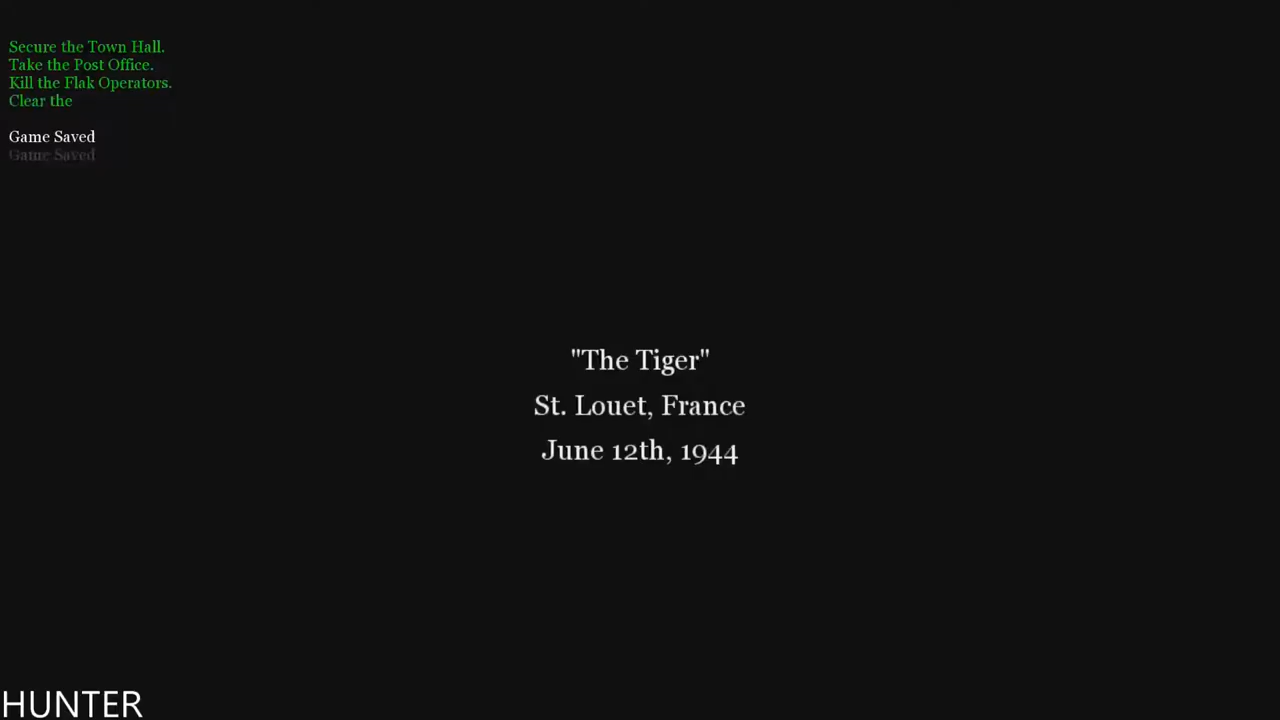 Secure the Town Hall.
Take the Post Office.
Kill the Flak Operators.
Clear the
Game Saved
Game Saved
"The Tiger"
St. Louet, France
June 12th, 1944
HUNTER